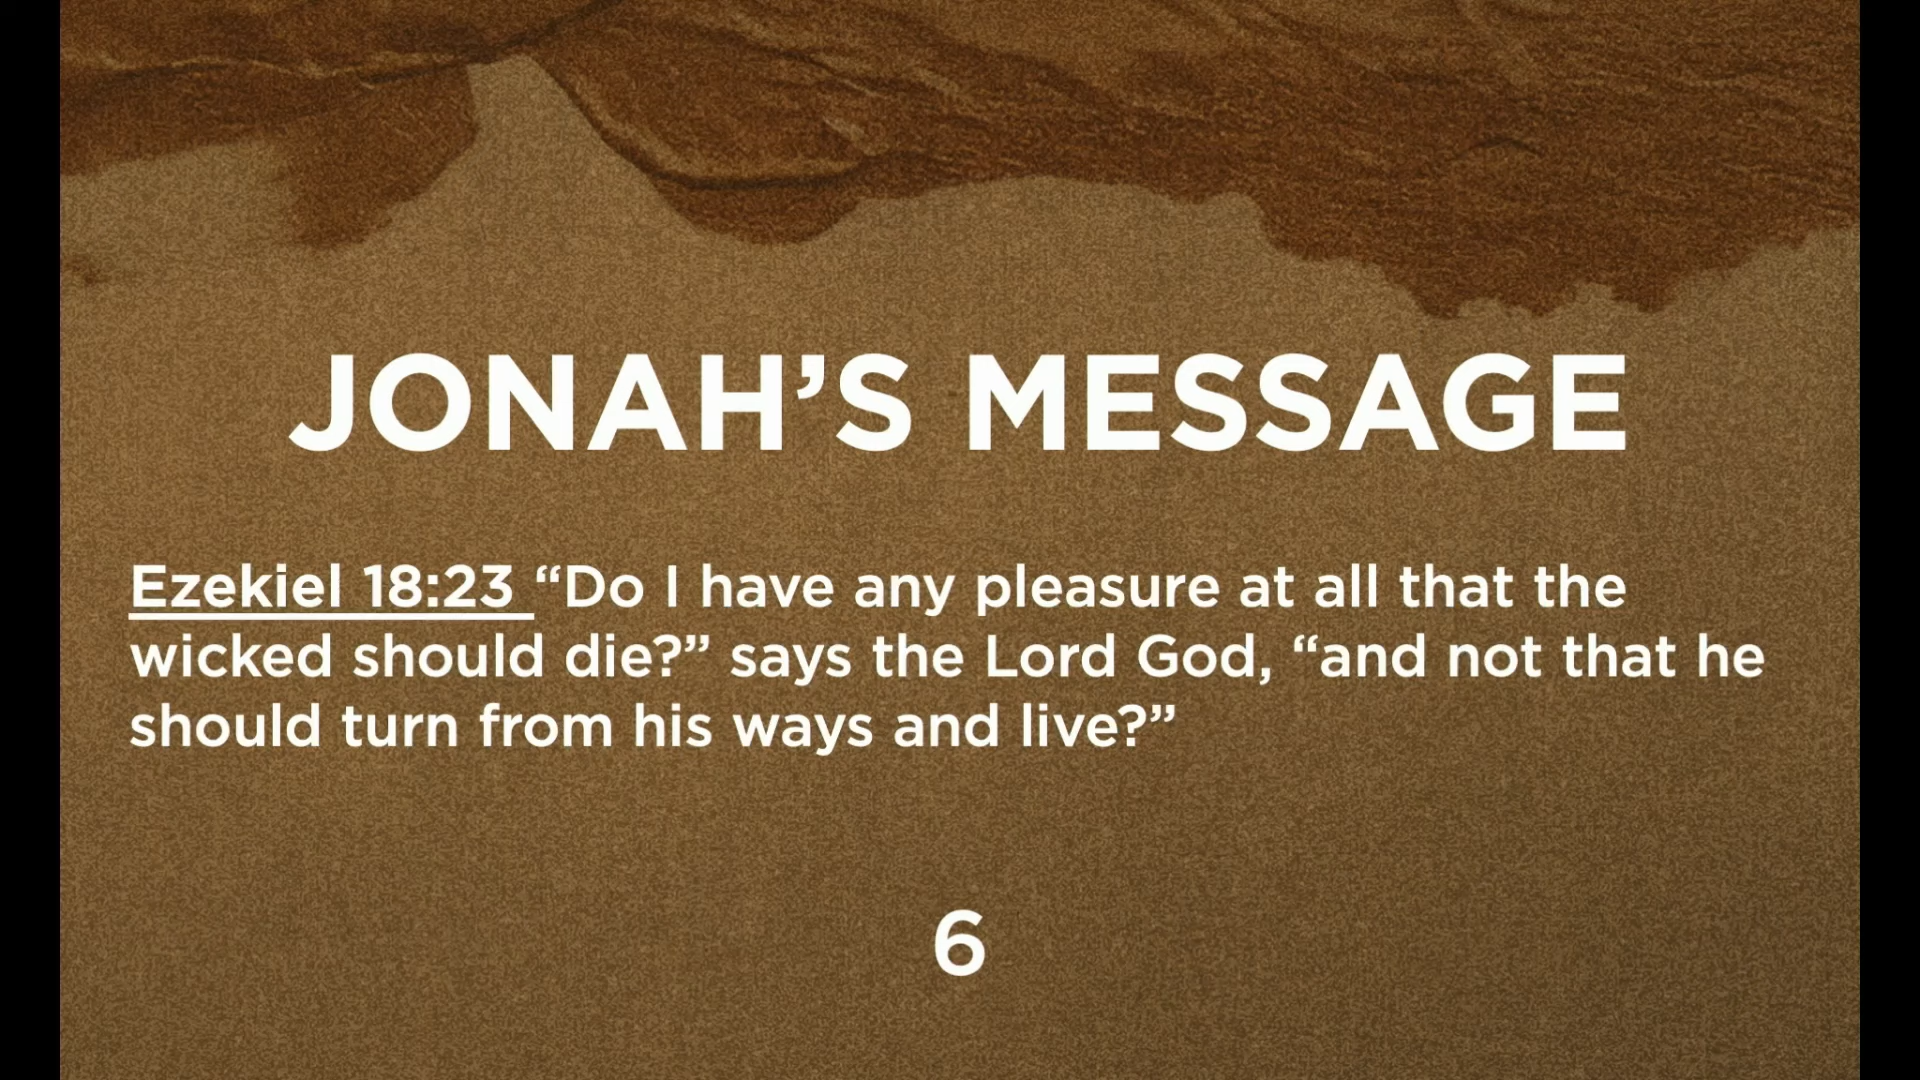 JONAH’S MESSAGE
Ezekiel 18:23 “Do I have any pleasure at all that the
wicked should die?” says the Lord God, “and not that he
should turn from his ways and live?”
6